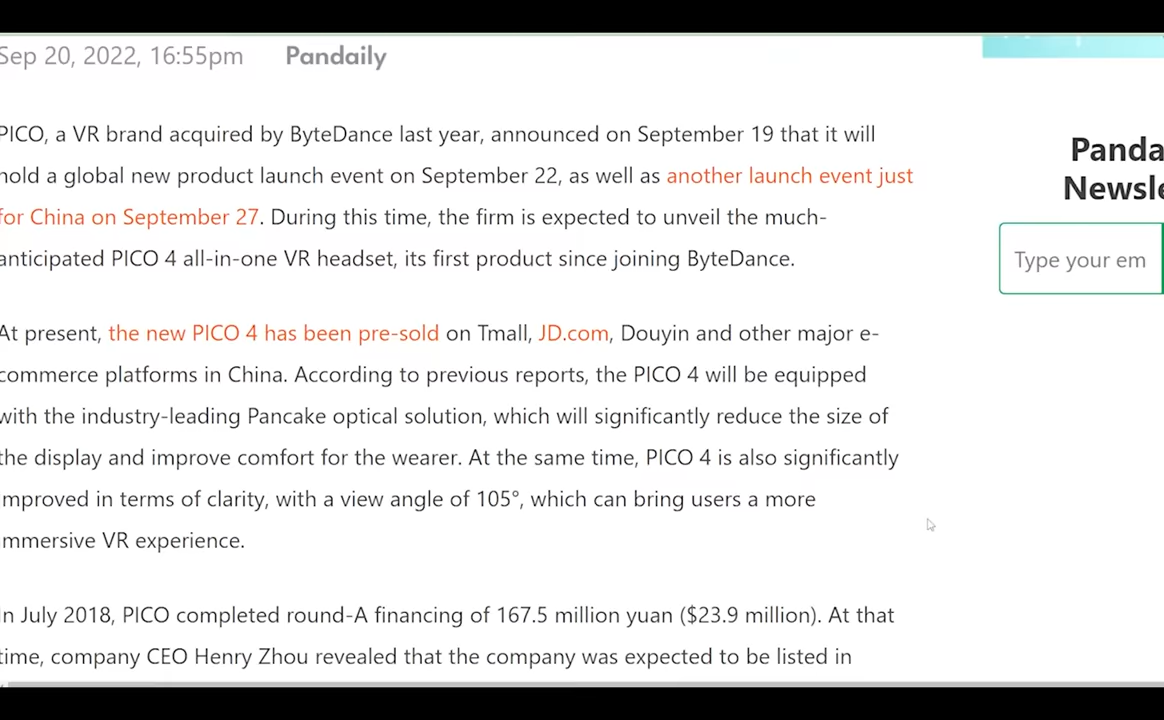 Sep 20, 2022, 16:55pm Pandaily
PICO, a VR brand acquired by ByteDance last year, announced on September 19 that it will
hold a global new product launch event on September 22, as well as another launch event just
for China on September 27. During this time, the firm is expected to unveil the much-
anticipated PICO 4 all-in-one VR headset, its first product since joining ByteDance.
At present, the new PICO 4 has been pre-sold on Tmall, JD.com, Douyin and other major e-
commerce platforms in China. According to previous reports, the PICO 4 will be equipped
with the industry-leading Pancake optical solution, which will significantly reduce the size of
the display and improve comfort for the wearer. At the same time, PICO 4 is also significantly
improved in terms of clarity, with a view angle of 105°, which can bring users a more
immersive VR experience.
In July 2018, PICO completed round-A financing of 167.5 million yuan ($23.9 million). At that
time, company CEO Henry Zhou revealed that the company was expected to be listed in
Panda
Newsle
Type your em